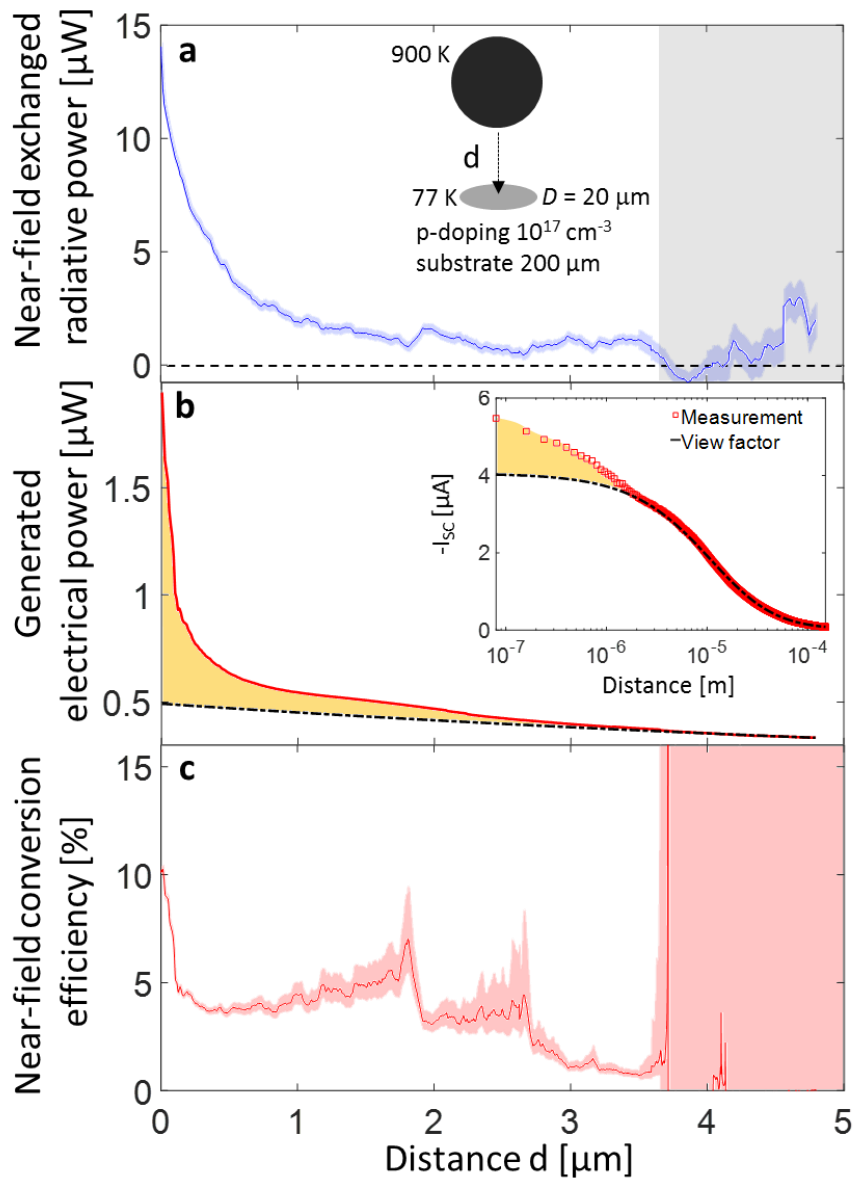 Near-field exchanged
radiative power [µW]
15
10
5
0
a
900 K
d
77 K
D = 20 µm
p-doping 10¹⁷ cm⁻³
substrate 200 µm
Generated
electrical power [µW]
1.5
1
0.5
b
-I_SC [µA]
6
4
2
0
Measurement
View factor
10⁻⁷ 10⁻⁶ 10⁻⁵ 10⁻⁴
Distance [m]
Near-field conversion
efficiency [%]
15
10
5
0
c
0 1 2 3 4 5
Distance d [µm]